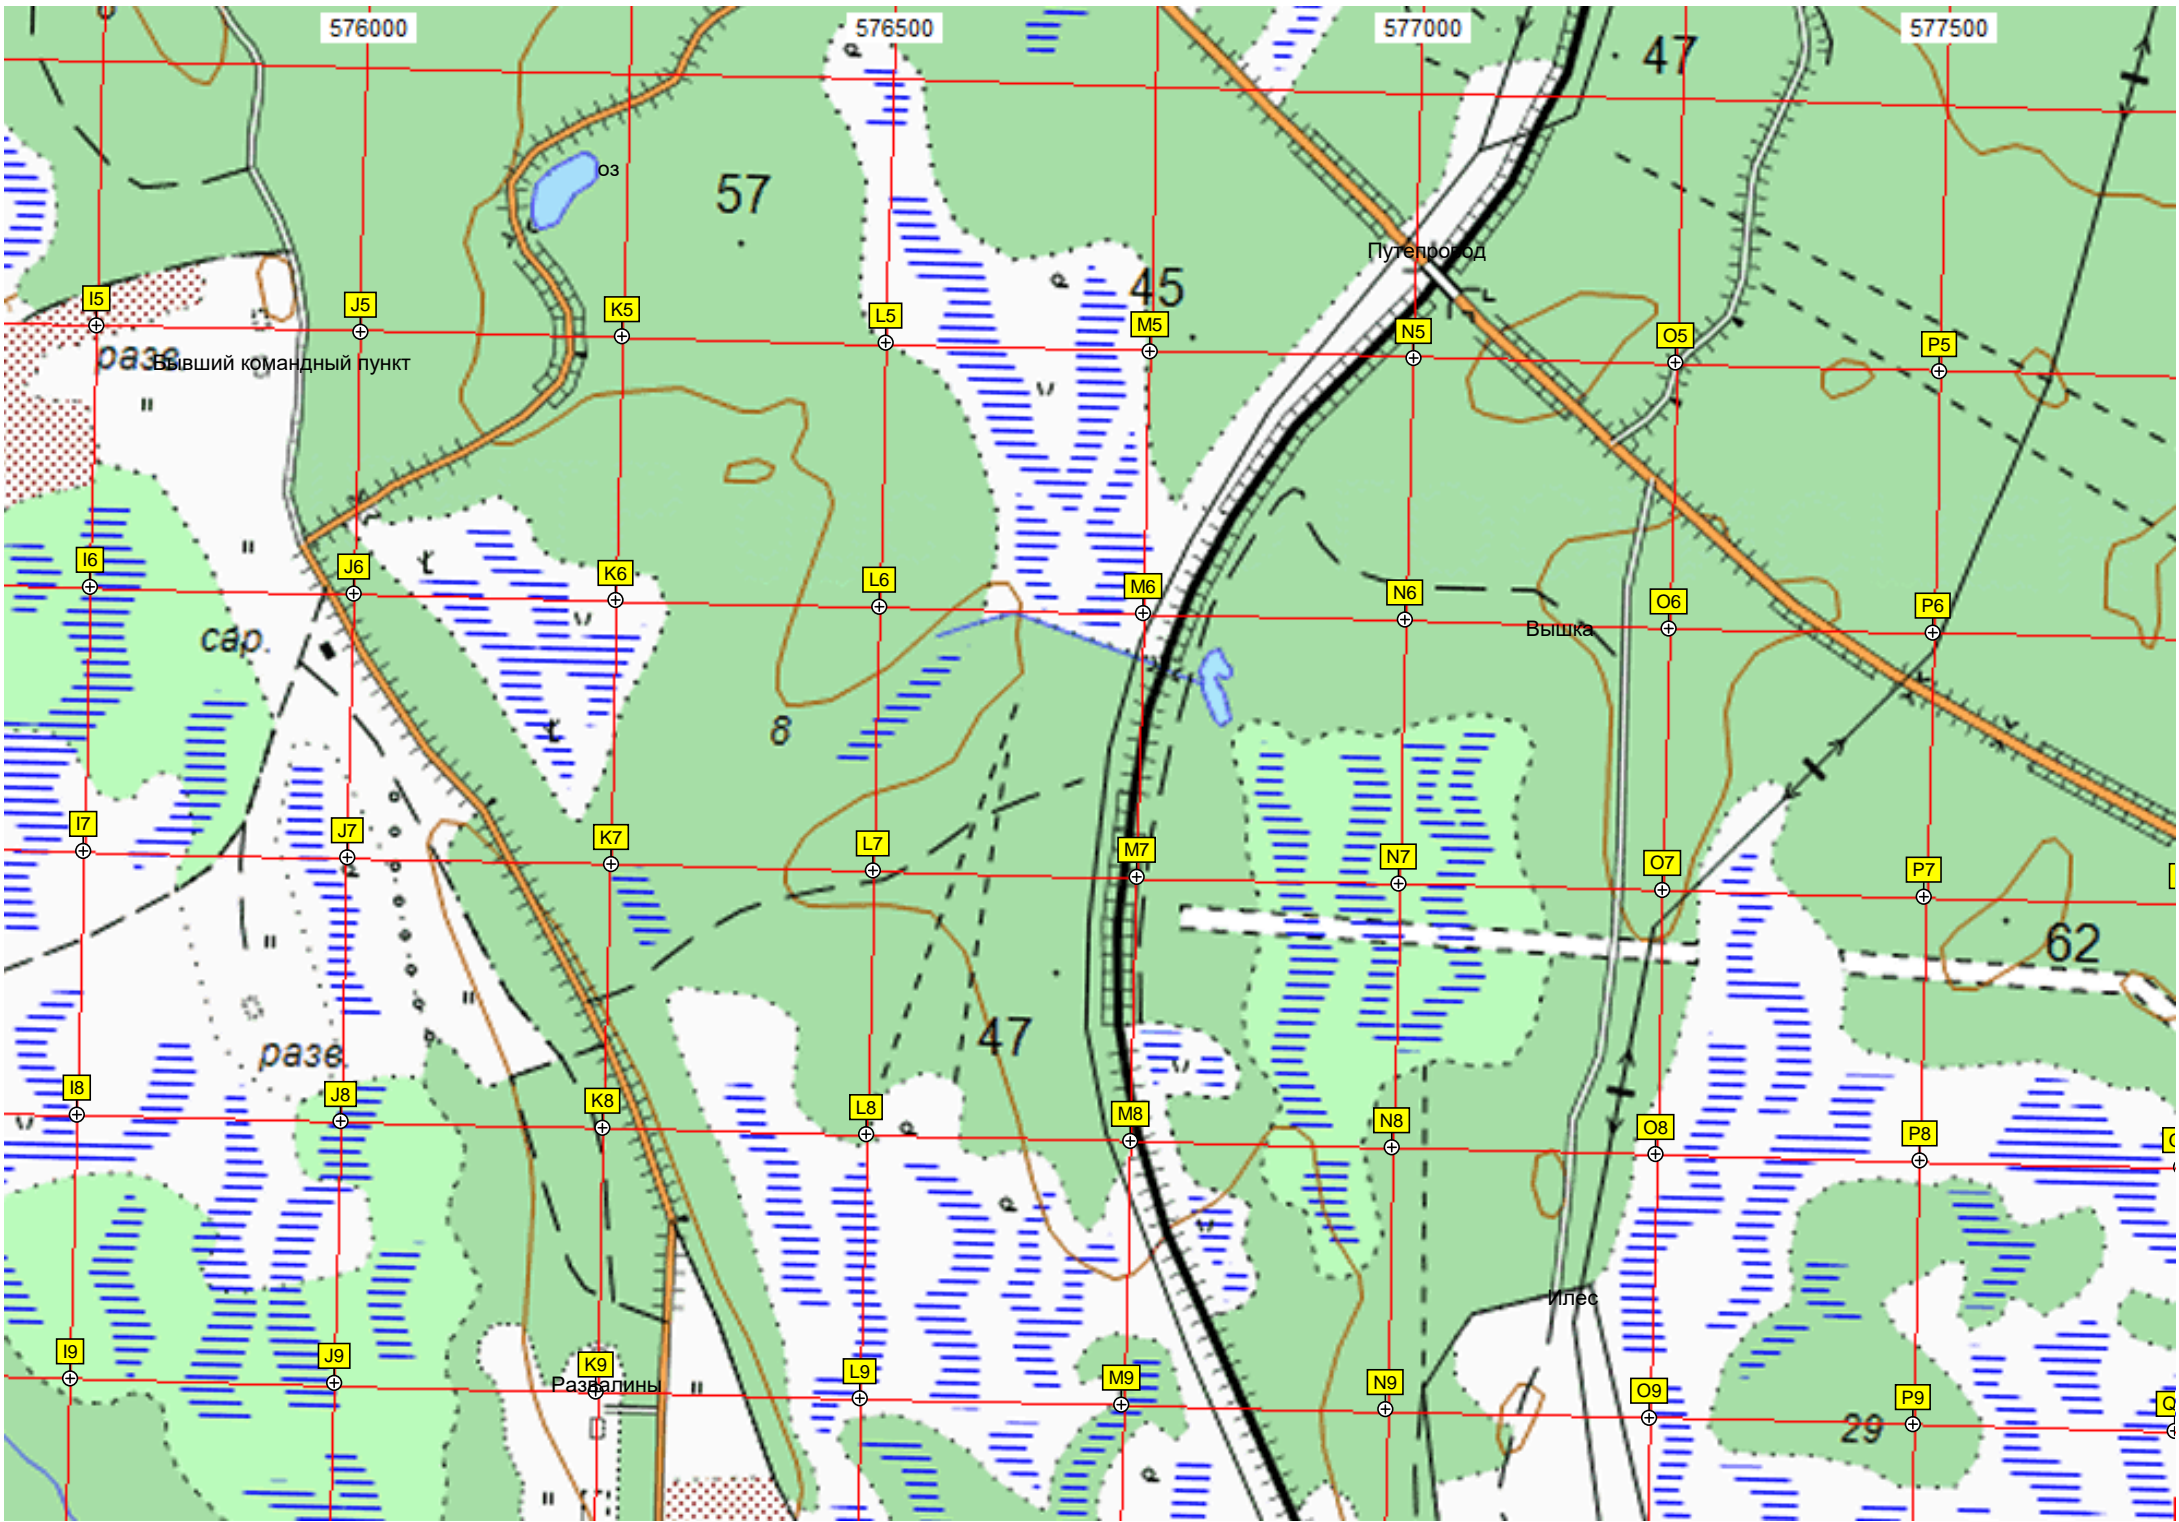 576000 576500 577000 577500
47
оз
57
Путепровод
45
I5 J5 K5 L5 M5 N5 O5 P5
разв.
Бывший командный пункт
I6 J6 K6 L6 M6 N6 O6 P6
сар.
Вышка
8
I7 J7 K7 L7 M7 N7 O7 P7
62
47
разв.
I8 J8 K8 L8 M8 N8 O8 P8
Илес
I9 J9 K9 L9 M9 N9 O9 P9
Развалины
29